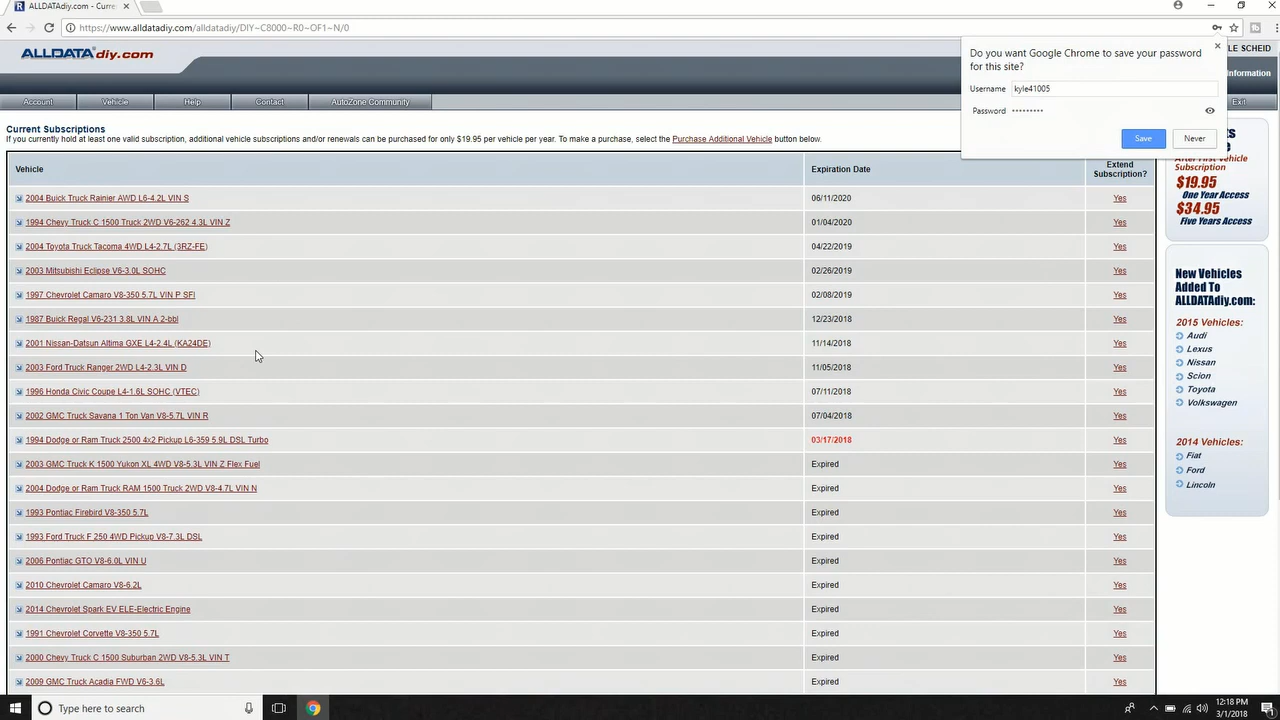 ALLDATAdiy.com - Curre
https://www.alldatadiy.com/alldatadiy/DIY~C8000~R0~OF1~N/0
ALLDATAdiy.com
LE SCHEID
Information
Account
Vehicle
Help
Contact
AutoZone Community
Exit
Do you want Google Chrome to save your password
for this site?
Username kyle41005
Password •••••••••
Save
Never
Current Subscriptions
If you currently hold at least one valid subscription, additional vehicle subscriptions and/or renewals can be purchased for only $19.95 per vehicle per year. To make a purchase, select the Purchase Additional Vehicle button below.
Vehicle Expiration Date Extend Subscription?
2004 Buick Truck Rainier AWD L6-4.2L VIN S 06/11/2020 Yes
1994 Chevy Truck C 1500 Truck 2WD V6-262 4.3L VIN Z 01/04/2020 Yes
2004 Toyota Truck Tacoma 4WD L4-2.7L (3RZ-FE) 04/22/2019 Yes
2003 Mitsubishi Eclipse V6-3.0L SOHC 02/26/2019 Yes
1997 Chevrolet Camaro V8-350 5.7L VIN P SFI 02/08/2019 Yes
1987 Buick Regal V6-231 3.8L VIN A 2-bbl 12/23/2018 Yes
2001 Nissan-Datsun Altima GXE L4-2.4L (KA24DE) 11/14/2018 Yes
2003 Ford Truck Ranger 2WD L4-2.3L VIN D 11/05/2018 Yes
1996 Honda Civic Coupe L4-1.6L SOHC (VTEC) 07/11/2018 Yes
2002 GMC Truck Savana 1 Ton Van V8-5.7L VIN R 07/04/2018 Yes
1994 Dodge or Ram Truck 2500 4x2 Pickup L6-359 5.9L DSL Turbo 03/17/2018 Yes
2003 GMC Truck K 1500 Yukon XL 4WD V8-5.3L VIN Z Flex Fuel Expired Yes
2004 Dodge or Ram Truck RAM 1500 Truck 2WD V8-4.7L VIN N Expired Yes
1993 Pontiac Firebird V8-350 5.7L Expired Yes
1993 Ford Truck F 250 4WD Pickup V8-7.3L DSL Expired Yes
2006 Pontiac GTO V8-6.0L VIN U Expired Yes
2010 Chevrolet Camaro V8-6.2L Expired Yes
2014 Chevrolet Spark EV ELE-Electric Engine Expired Yes
1991 Chevrolet Corvette V8-350 5.7L Expired Yes
2000 Chevy Truck C 1500 Suburban 2WD V8-5.3L VIN T Expired Yes
2009 GMC Truck Acadia FWD V6-3.6L Expired Yes
After First Vehicle
Subscription
$19.95
One Year Access
$34.95
Five Years Access
New Vehicles
Added To
ALLDATAdiy.com:
2015 Vehicles:
Audi
Lexus
Nissan
Scion
Toyota
Volkswagen
2014 Vehicles:
Fiat
Ford
Lincoln
Type here to search
12:18 PM
3/1/2018